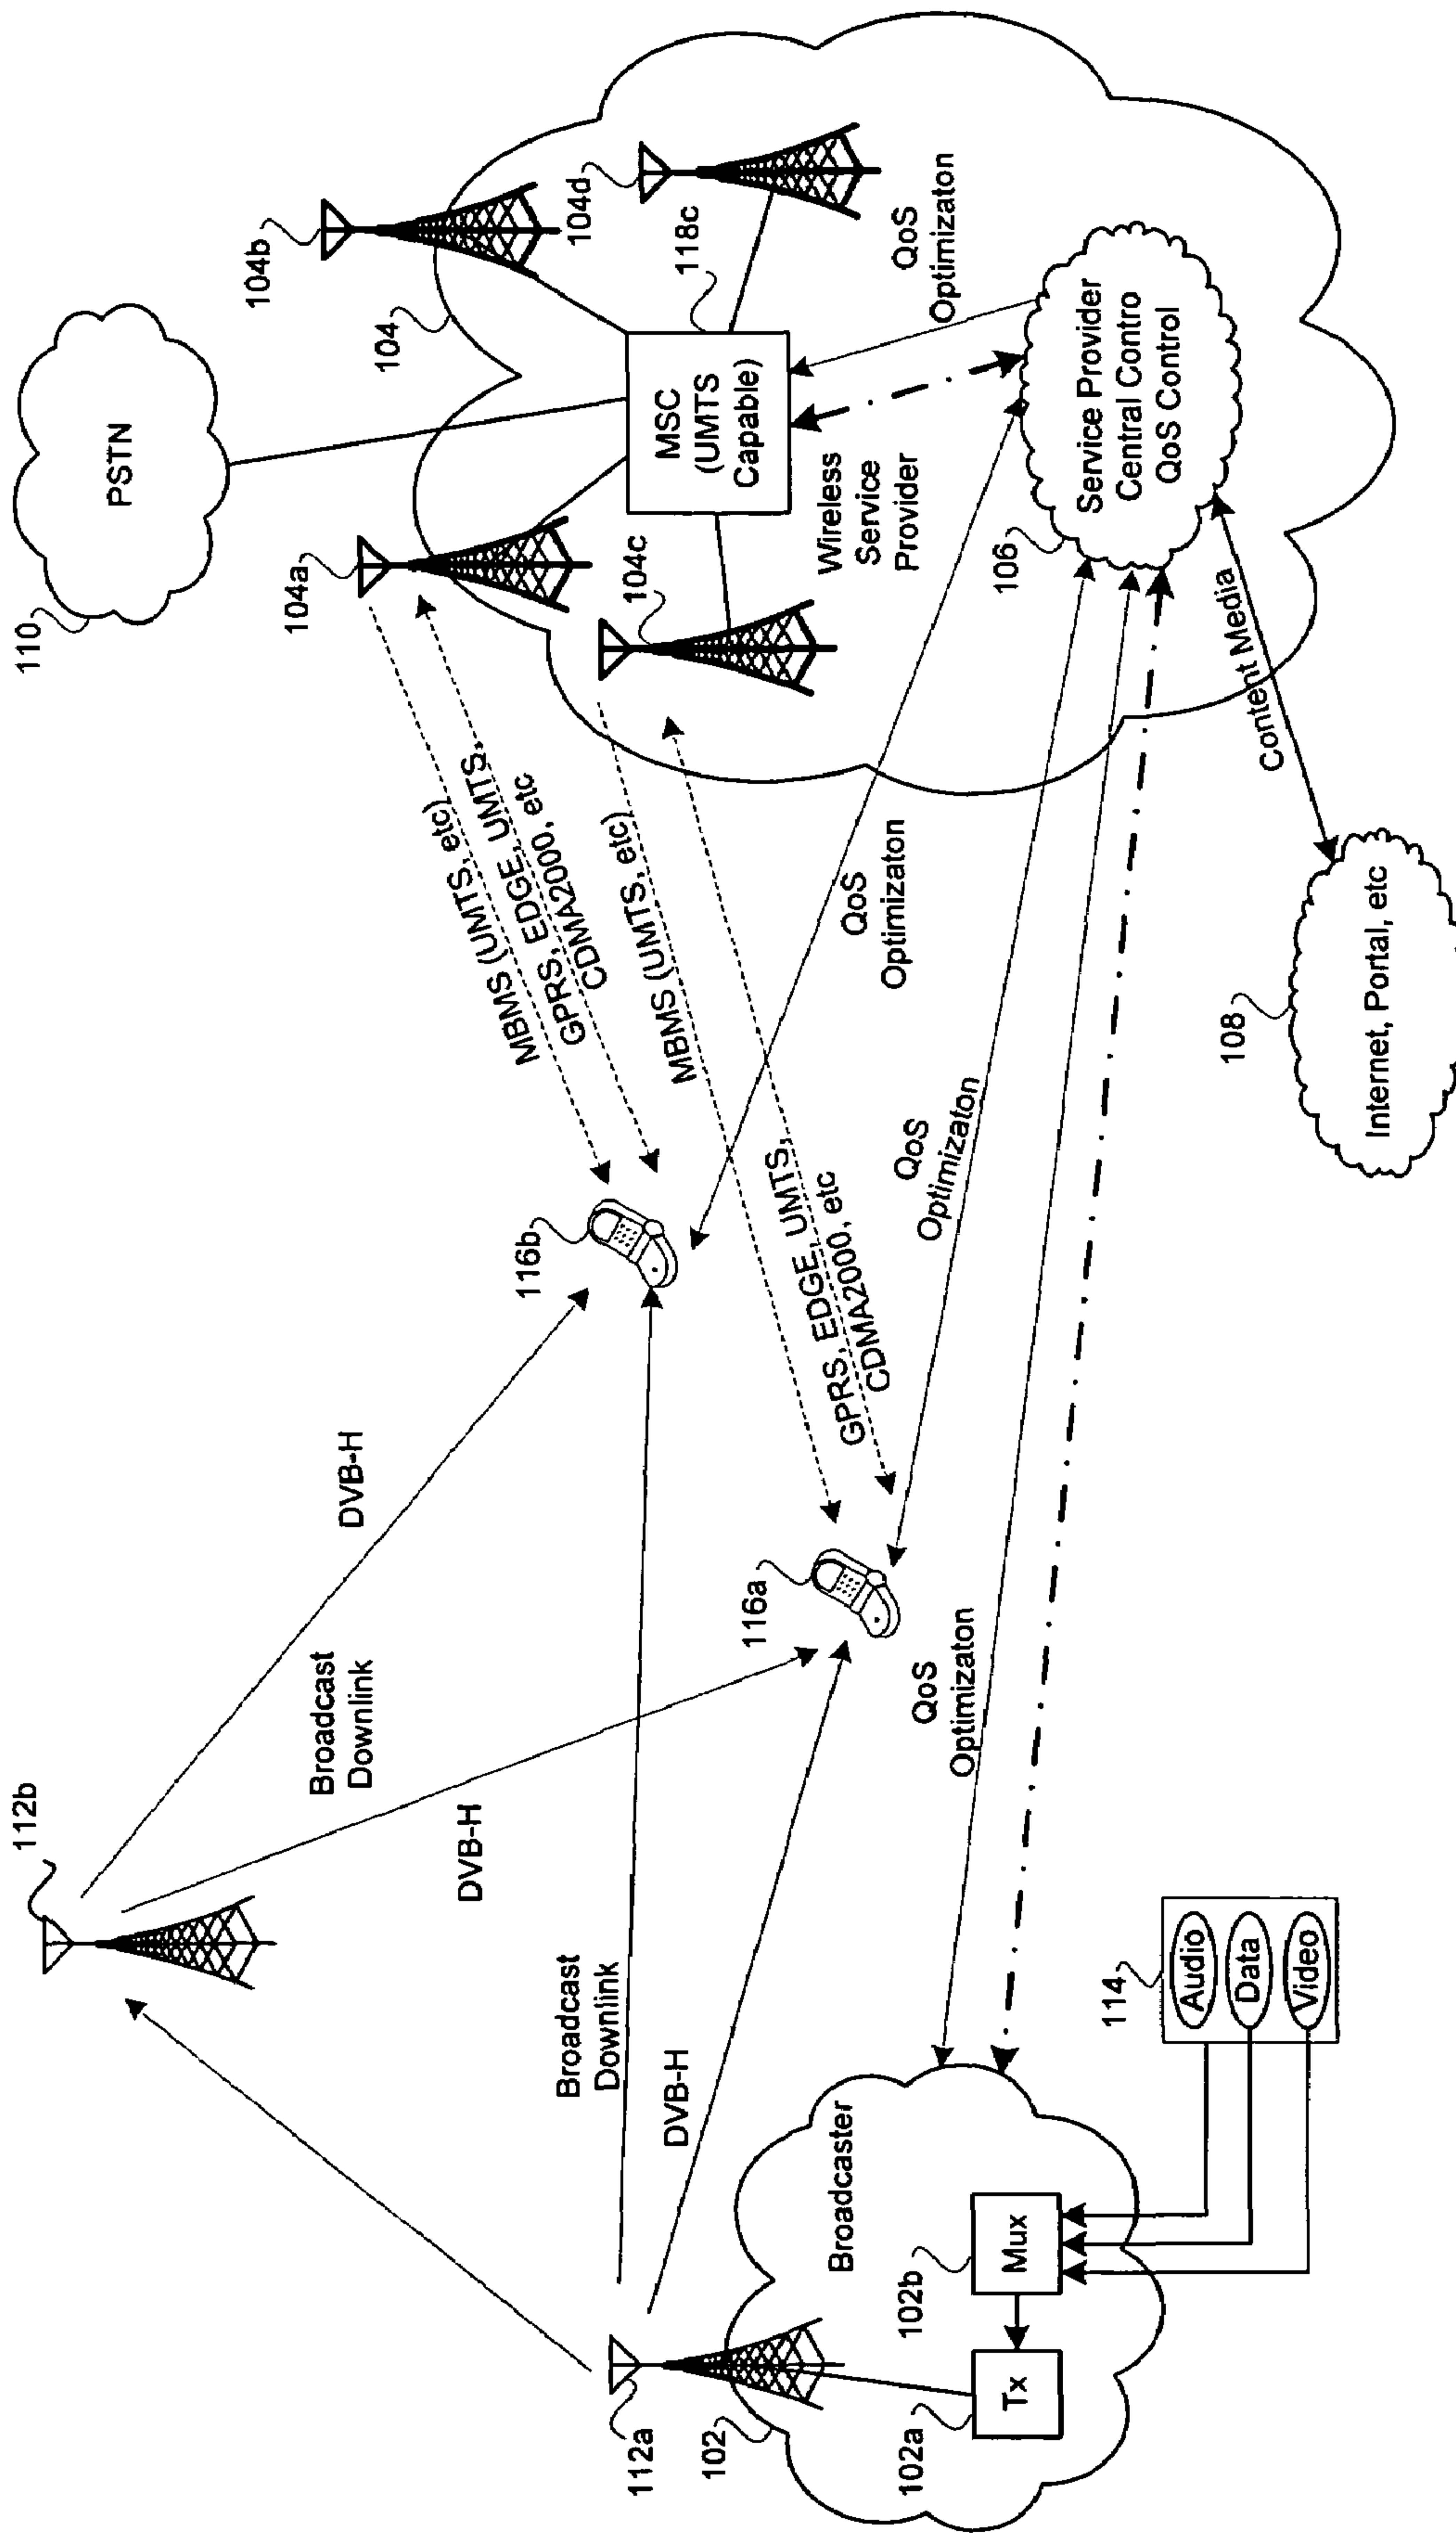 112b
110
PSTN
104b
104a
104
104d
104c
118c
MSC
(UMTS
Capable)
QoS
Optimizaton
Wireless
Service
Provider
106
Service Provider
Central Contro
QoS Control
Content Media
108
Internet, Portal, etc
MBMS (UMTS, etc)
GPRS, EDGE, UMTS,
CDMA2000, etc
MBMS (UMTS, etc)
GPRS, EDGE, UMTS,
CDMA2000, etc
QoS
Optimizaton
QoS
Optimizaton
QoS
Optimizaton
116b
116a
DVB-H
Broadcast
Downlink
DVB-H
Broadcast
Downlink
DVB-H
112a
102
Broadcaster
102b
Mux
102a
Tx
114
Audio
Data
Video